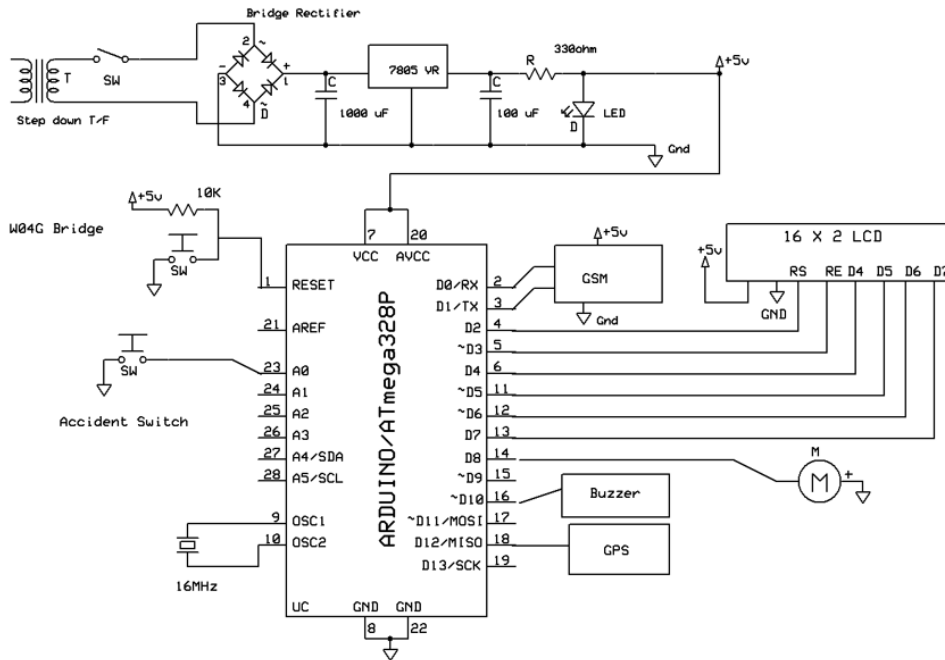 Bridge Rectifier
2
~
-
+
3
1
4
~
D
T
SW
Step down T/F
C
1000 uF
7805 VR
C
100 uF
R
330ohm
D
LED
+5v
Gnd
+5v
10K
W04G Bridge
SW
SW
Accident Switch
16MHz
7
20
VCC
AVCC
1
RESET
21
AREF
23
A0
24
A1
25
A2
26
A3
27
A4/SDA
28
A5/SCL
9
OSC1
10
OSC2
UC
GND
GND
8
22
ARDUINO/ATmega328P
D0/RX
2
D1/TX
3
D2
4
~D3
5
D4
6
~D5
11
~D6
12
D7
13
D8
14
~D9
15
~D10
16
~D11/MOSI
17
D12/MISO
18
D13/SCK
19
+5v
GSM
Gnd
+5v
16 X 2 LCD
RS
RE
D4
D5
D6
D7
GND
M
M
+
Buzzer
GPS